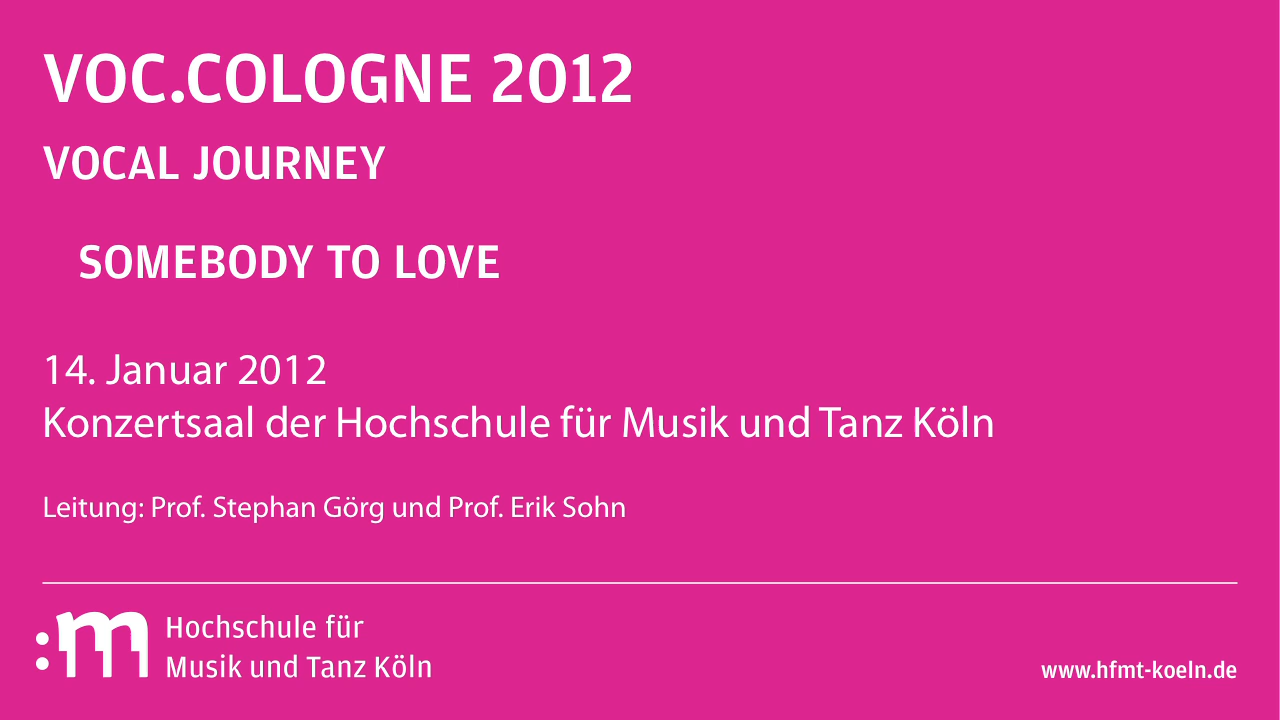 VOC.COLOGNE 2012
VOCAL JOURNEY
SOMEBODY TO LOVE
14. Januar 2012
Konzertsaal der Hochschule für Musik und Tanz Köln
Leitung: Prof. Stephan Görg und Prof. Erik Sohn
:m
Hochschule für
Musik und Tanz Köln
www.hfmt-koeln.de